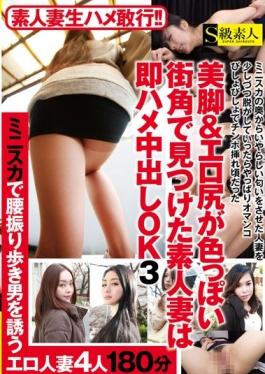 素人妻生ハメ敢行!!
S級素人
SUPER SHIROUTO
ミニスカの奥からいやらしい匂いをさせた人妻を
少しづつ脱がしていったらやっぱりオマンコ
びしょびしょでチンポ挿れ頃だった
美脚&エロ尻が色っぽい
街角で見つけた素人妻は
即ハメ中出しOK3
ミニスカで腰振り歩き男を誘う
エロ人妻4人180分